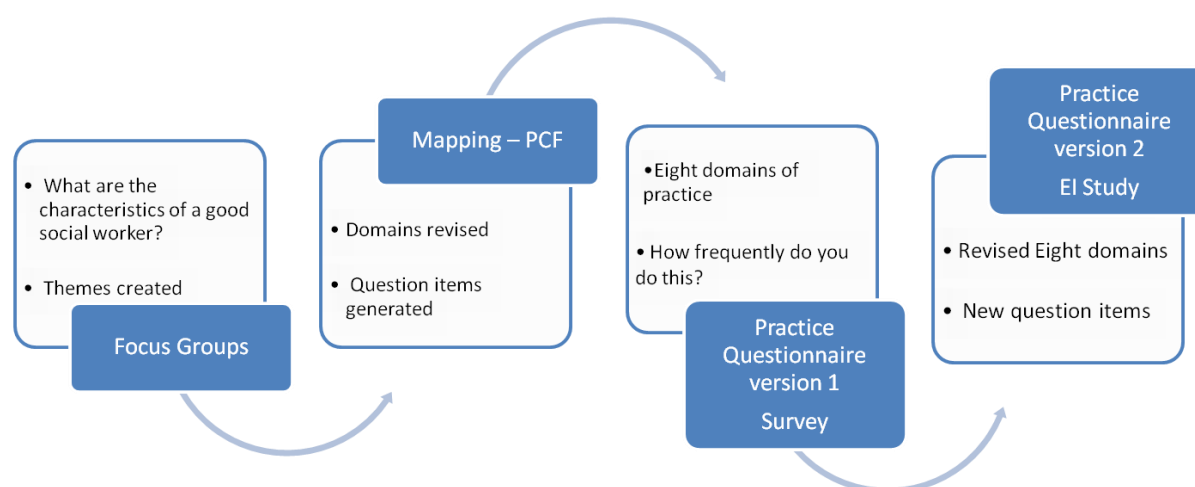 • What are the
characteristics of a good
social worker?
• Themes created
Focus Groups
Mapping – PCF
• Domains revised
• Question items
generated
•Eight domains of
practice
• How frequently do you
do this?
Practice
Questionnaire
version 1
Survey
Practice
Questionnaire
version 2
EI Study
• Revised Eight domains
• New question items